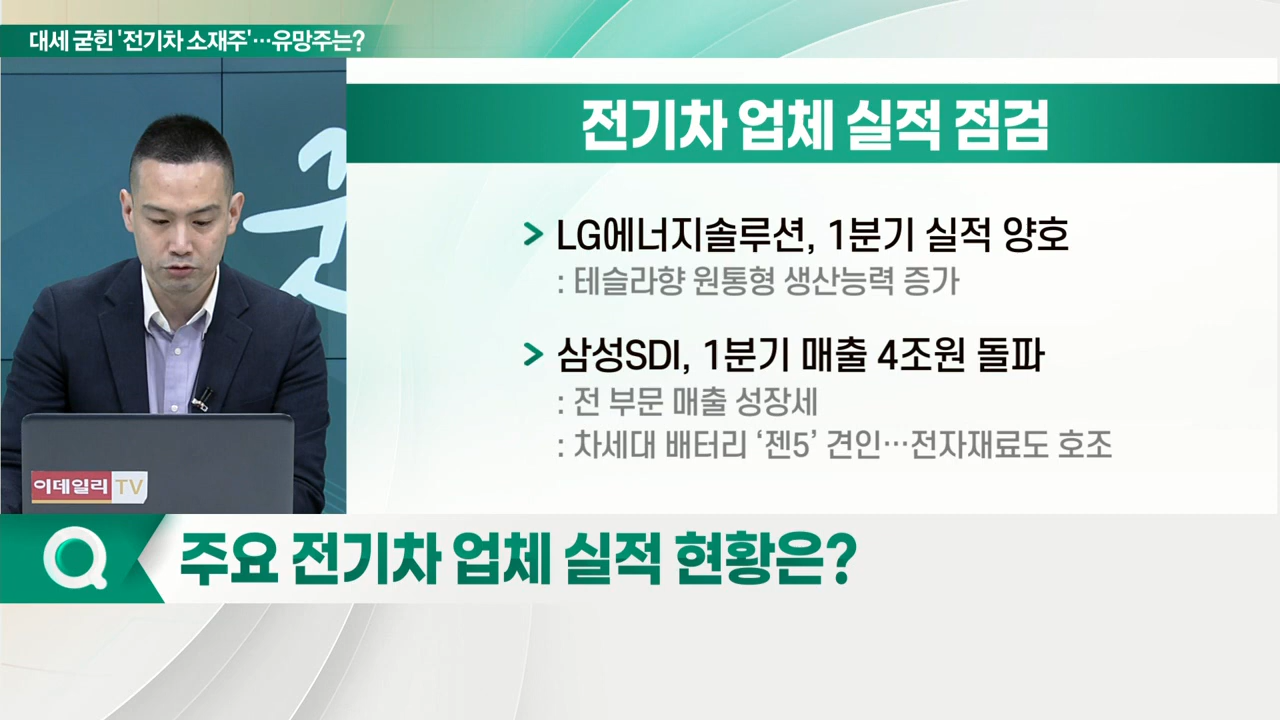 대세 굳힌 '전기차 소재주'…유망주는?
전기차 업체 실적 점검
> LG에너지솔루션, 1분기 실적 양호
: 테슬라향 원통형 생산능력 증가
> 삼성SDI, 1분기 매출 4조원 돌파
: 전 부문 매출 성장세
: 차세대 배터리 ‘젠5’ 견인…전자재료도 호조
이데일리 TV
Q 주요 전기차 업체 실적 현황은?